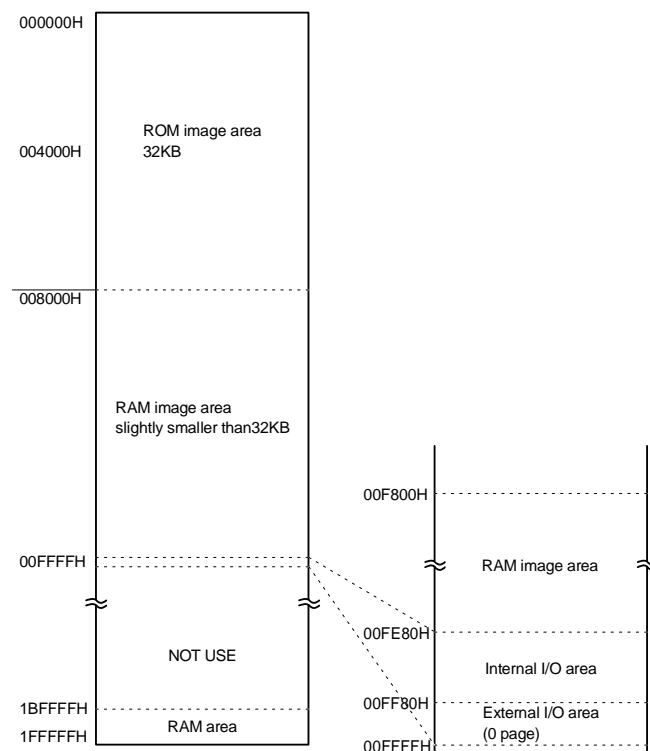 000000H
ROM image area
32KB
004000H
008000H
RAM image area
slightly smaller than32KB
00FFFFH
NOT USE
1BFFFFH
RAM area
1FFFFFH
00F800H
RAM image area
00FE80H
Internal I/O area
00FF80H
External I/O area
(0 page)
00FFFFH